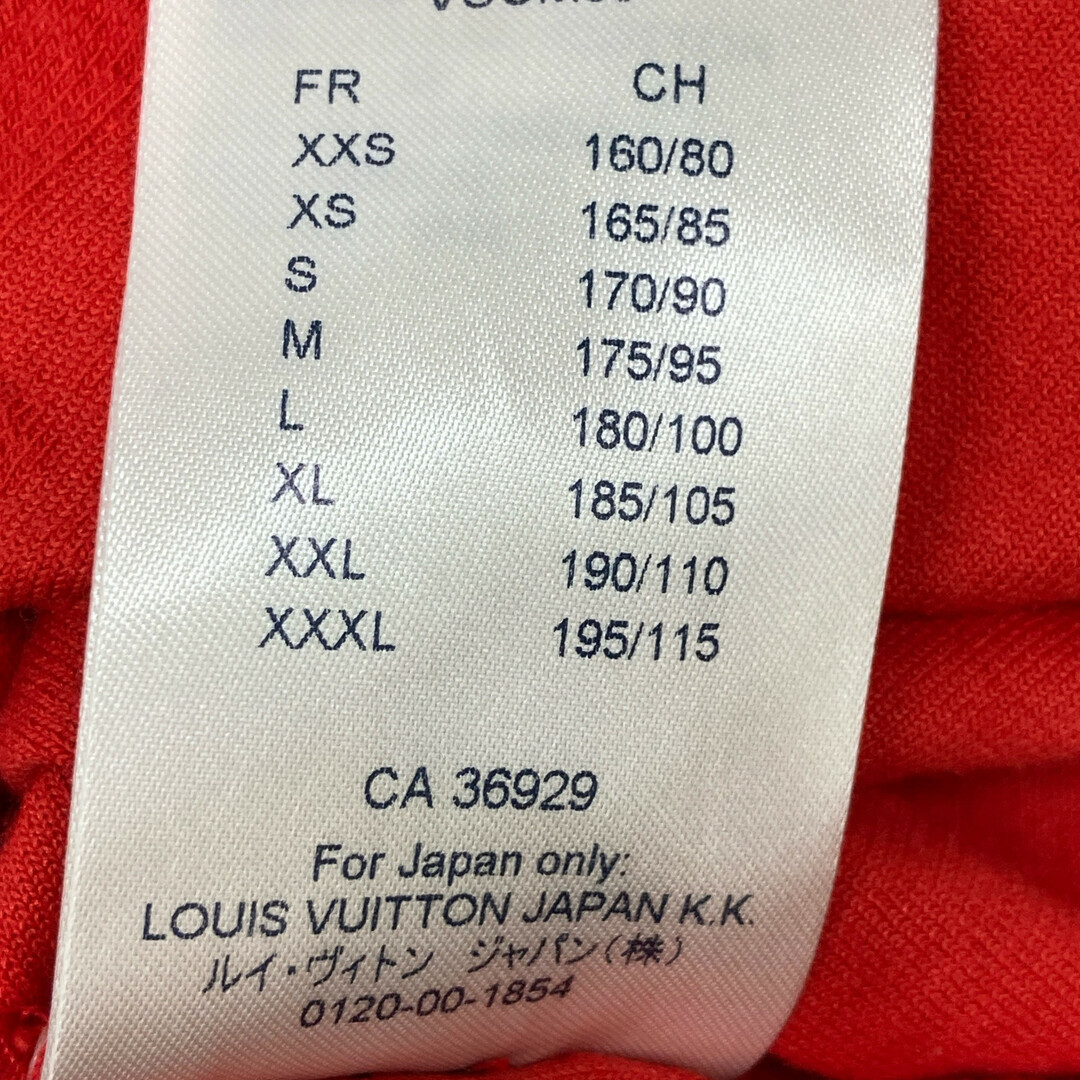 FR CH
XXS 160/80
XS 165/85
S 170/90
M 175/95
L 180/100
XL 185/105
XXL 190/110
XXXL 195/115
CA 36929
For Japan only:
LOUIS VUITTON JAPAN K.K.
ルイ・ヴィトン ジャパン(株)
0120-00-1854